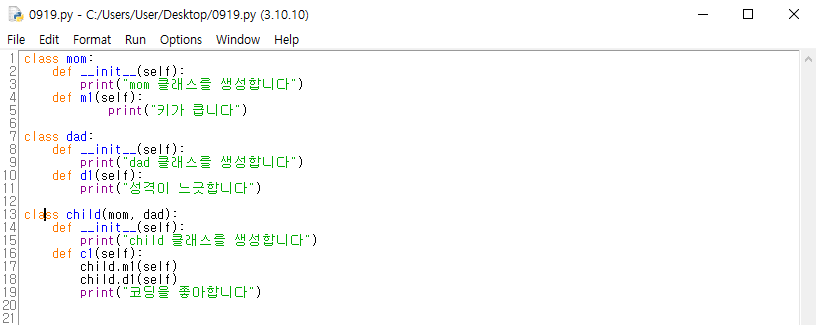 0919.py - C:/Users/User/Desktop/0919.py (3.10.10)
File Edit Format Run Options Window Help
1 class mom:
2     def __init__(self):
3         print("mom 클래스를 생성합니다")
4     def m1(self):
5             print("키가 큽니다")
6
7 class dad:
8     def __init__(self):
9         print("dad 클래스를 생성합니다")
10     def d1(self):
11         print("성격이 느긋합니다")
12
13 class child(mom, dad):
14     def __init__(self):
15         print("child 클래스를 생성합니다")
16     def c1(self):
17         child.m1(self)
18         child.d1(self)
19         print("코딩을 좋아합니다")
20
21